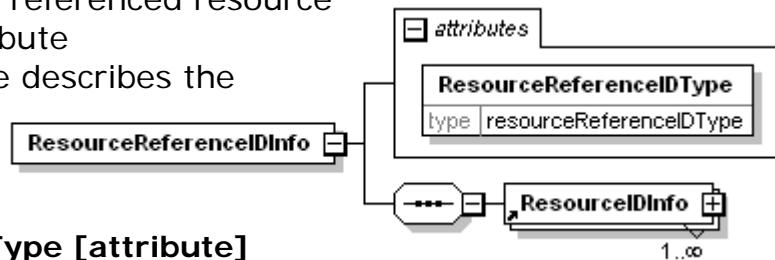 referenced resource
bute
e describes the
attributes
ResourceReferenceIDType
type resourceReferenceIDType
ResourceReferenceIDInfo
ResourceIDInfo
1..∞
Type [attribute]